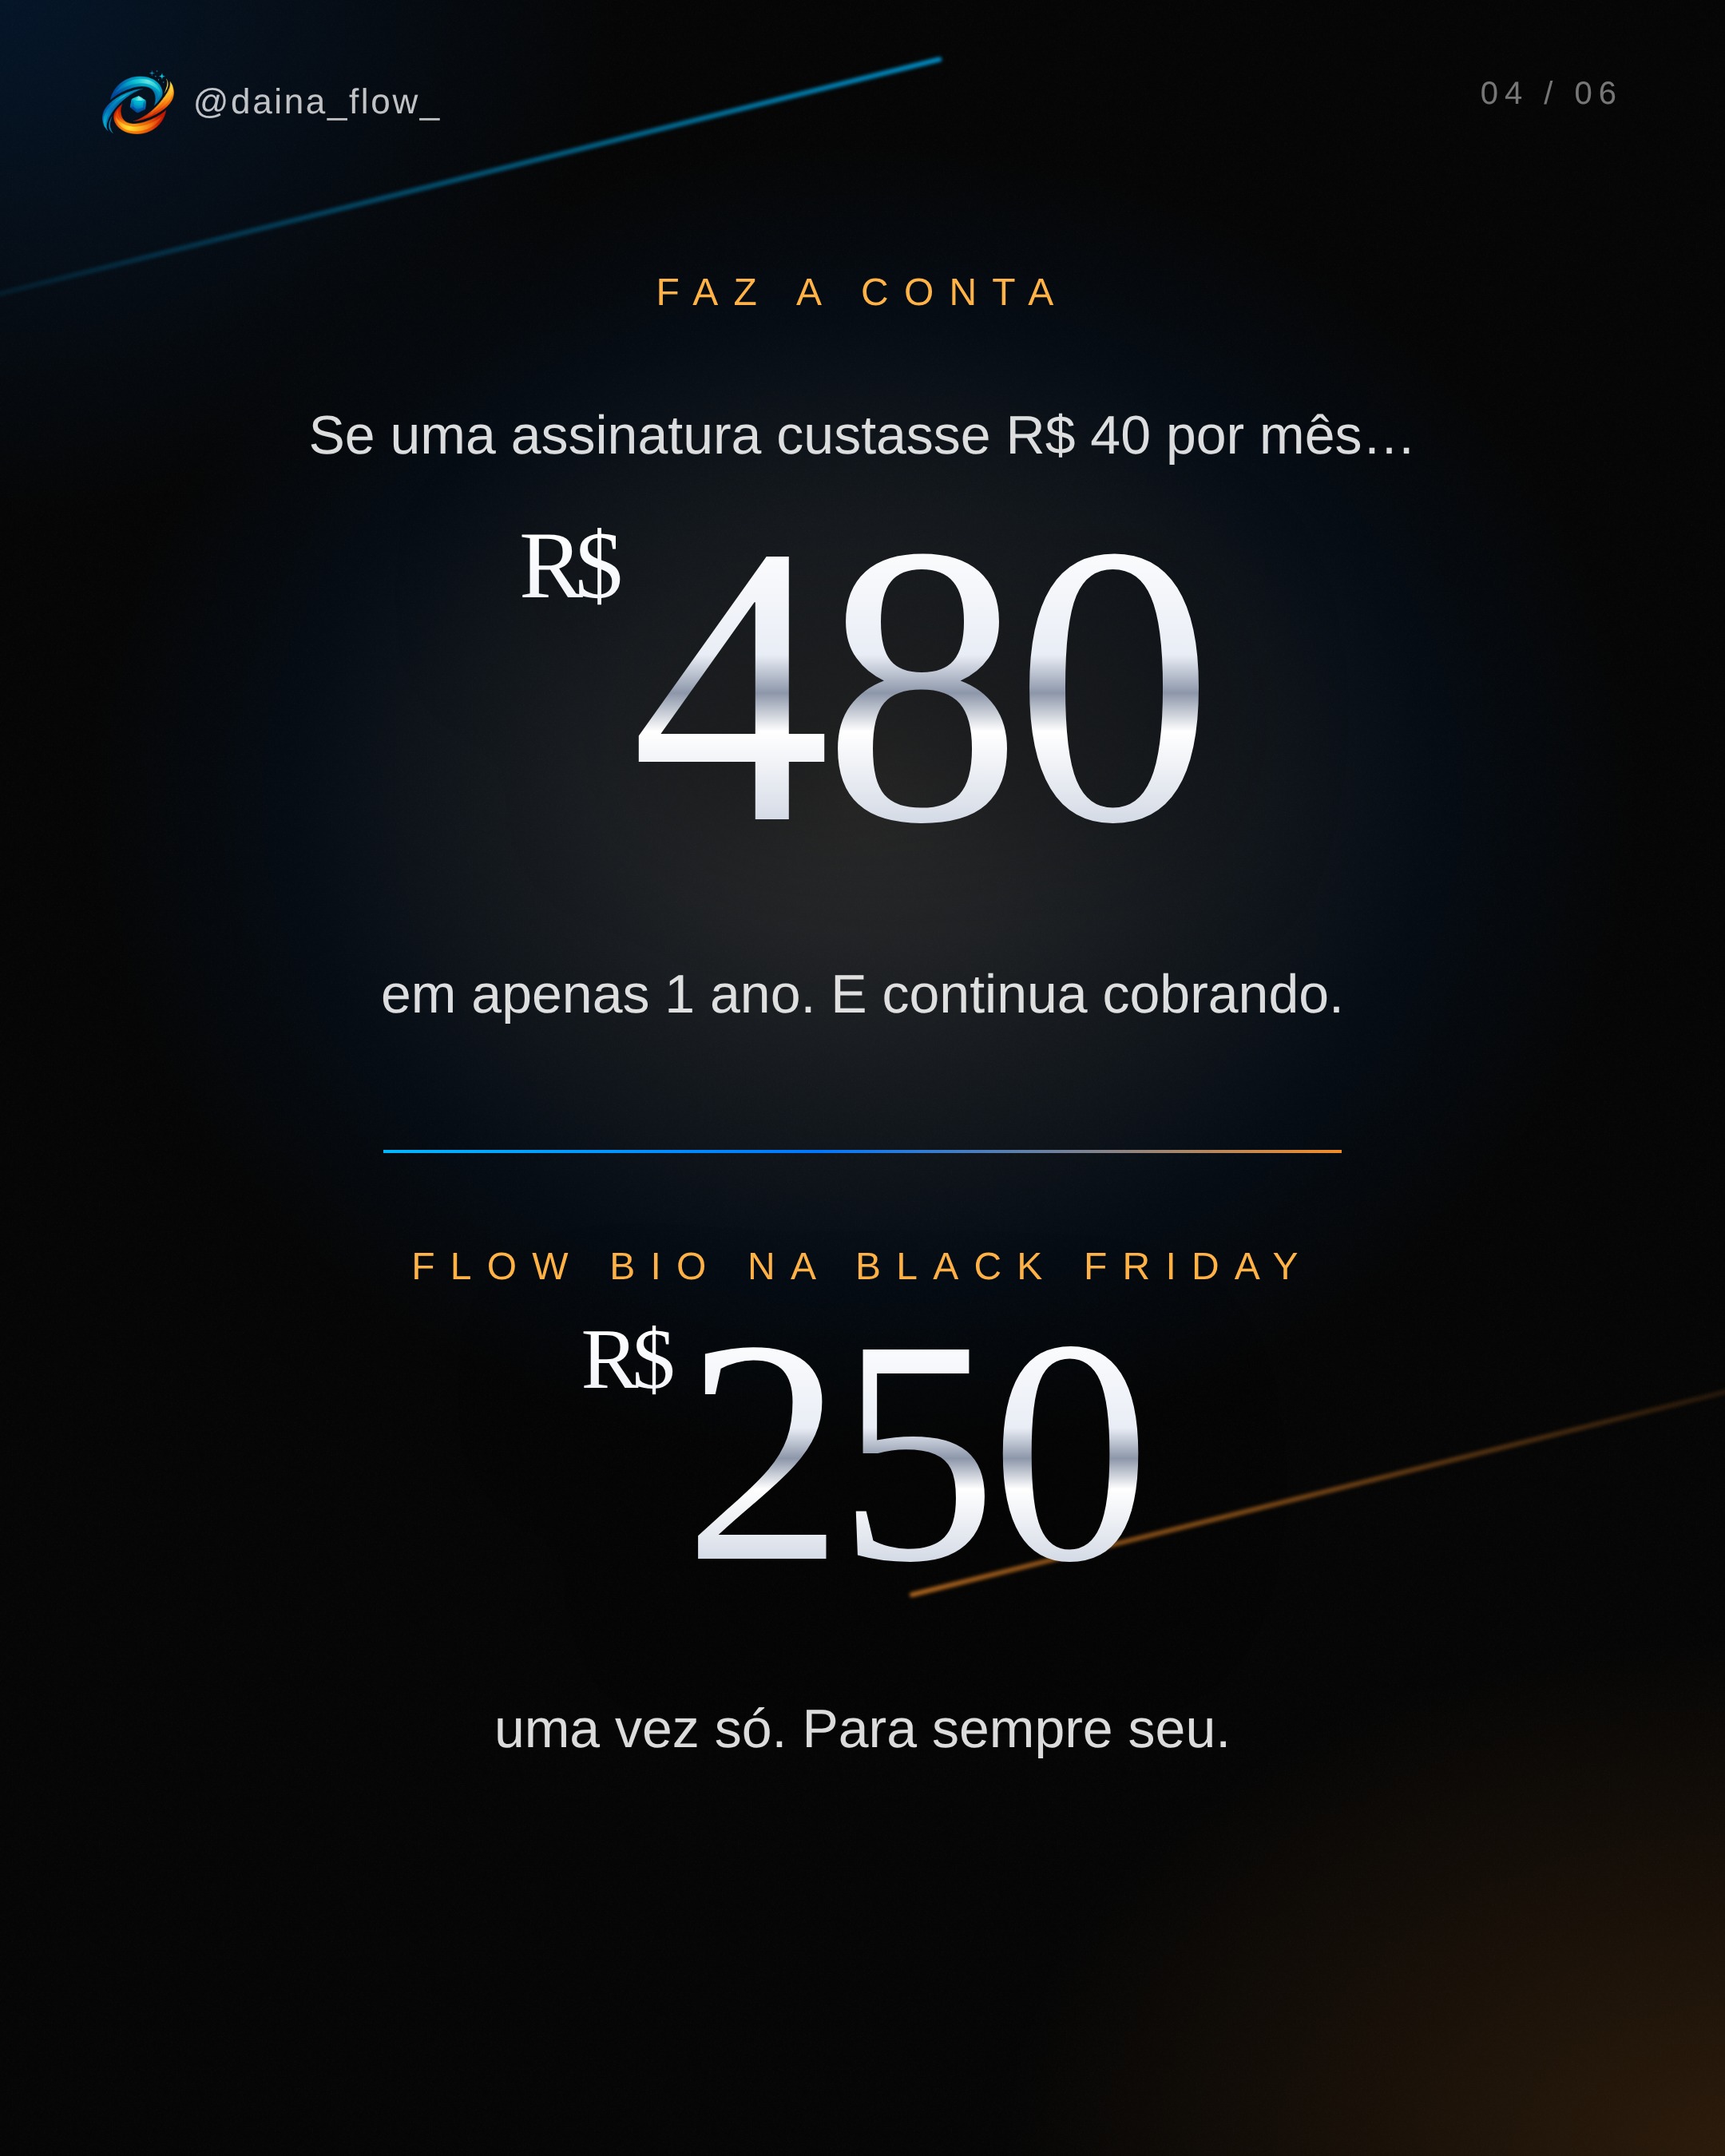 @daina_flow_
04 / 06
FAZ A CONTA
Se uma assinatura custasse R$ 40 por mês…
R$ 480
em apenas 1 ano. E continua cobrando.
FLOW BIO NA BLACK FRIDAY
R$ 250
uma vez só. Para sempre seu.